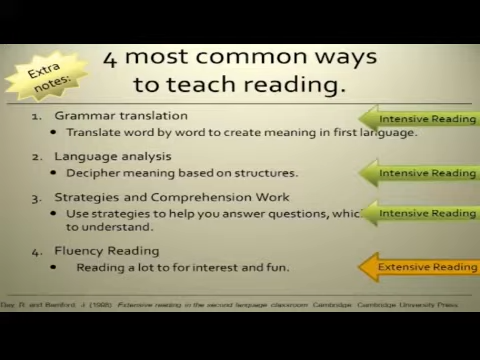 Extra
notes:
4 most common ways
to teach reading.
1. Grammar translation
Intensive Reading
• Translate word by word to create meaning in first language.
2. Language analysis
• Decipher meaning based on structures.
Intensive Reading
3. Strategies and Comprehension Work
• Use strategies to help you answer questions,
Intensive Reading
to understand.
4. Fluency Reading
• Reading a lot to for interest and fun.
Extensive Reading
Day, R. and Bamford, J. (1998). Extensive reading in the second language classroom. Cambridge. Cambridge University Press.